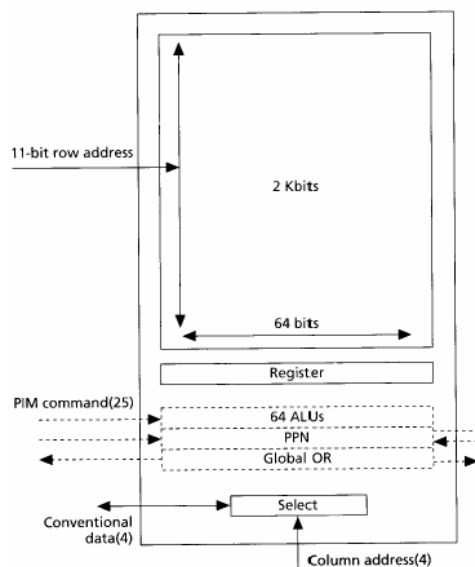 11-bit row address
2 Kbits
64 bits
Register
PIM command(25)
64 ALUs
PPN
Global OR
Select
Conventional
data(4)
Column address(4)